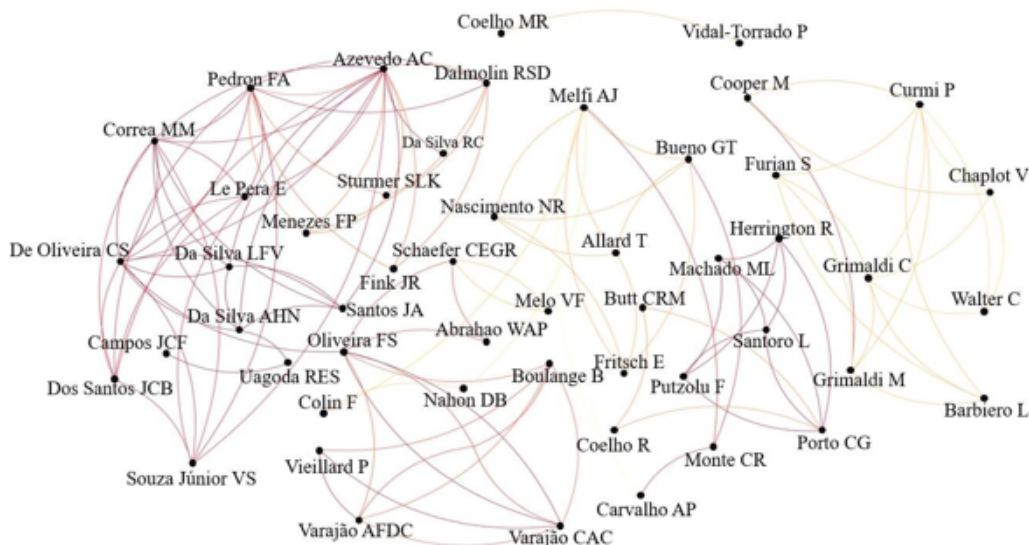 Coelho MR
Vidal-Torrado P
Azevedo AC
Pedron FA
Dalmolin RSD
Cooper M
Curmi P
Melfi AJ
Correa MM
Da Silva RC
Bueno GT
Furian S
Chaplot V
Le Pera E
Sturmer SLK
Nascimento NR
Menezes FP
Herrington R
De Oliveira CS
Da Silva LFV
Schaefer CEGR
Allard T
Machado ML
Grimaldi C
Fink JR
Santos JA
Melo VF
Butt CRM
Walter C
Da Silva AHN
Campos JCF
Oliveira FS
Abrahao WAP
Santoro L
Dos Santos JCB
Uagoda RES
Boulange B
Fritsch E
Putzolu F
Grimaldi M
Colin F
Nahon DB
Barbiero L
Coelho R
Porto CG
Souza Júnior VS
Vieillard P
Monte CR
Carvalho AP
Varajão AFDC
Varajão CAC